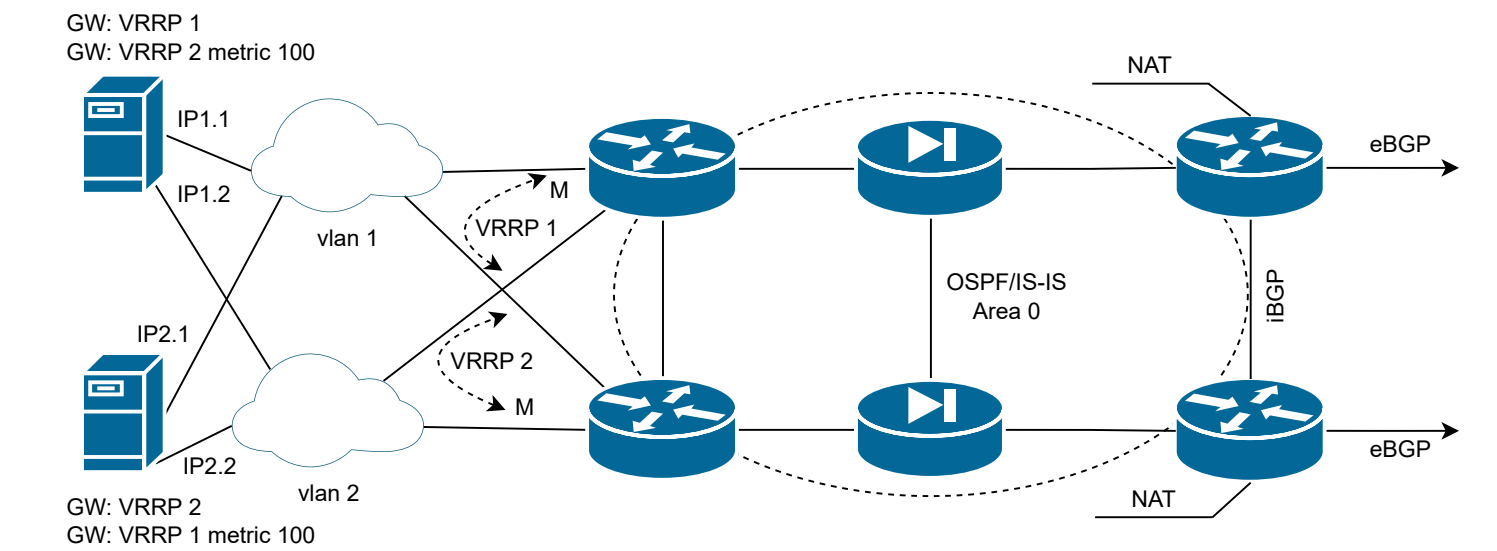 GW: VRRP 1
GW: VRRP 2 metric 100
NAT
IP1.1
eBGP
IP1.2
M
VRRP 1
vlan 1
OSPF/IS-IS
Area 0
iBGP
IP2.1
VRRP 2
M
eBGP
IP2.2
vlan 2
NAT
GW: VRRP 2
GW: VRRP 1 metric 100